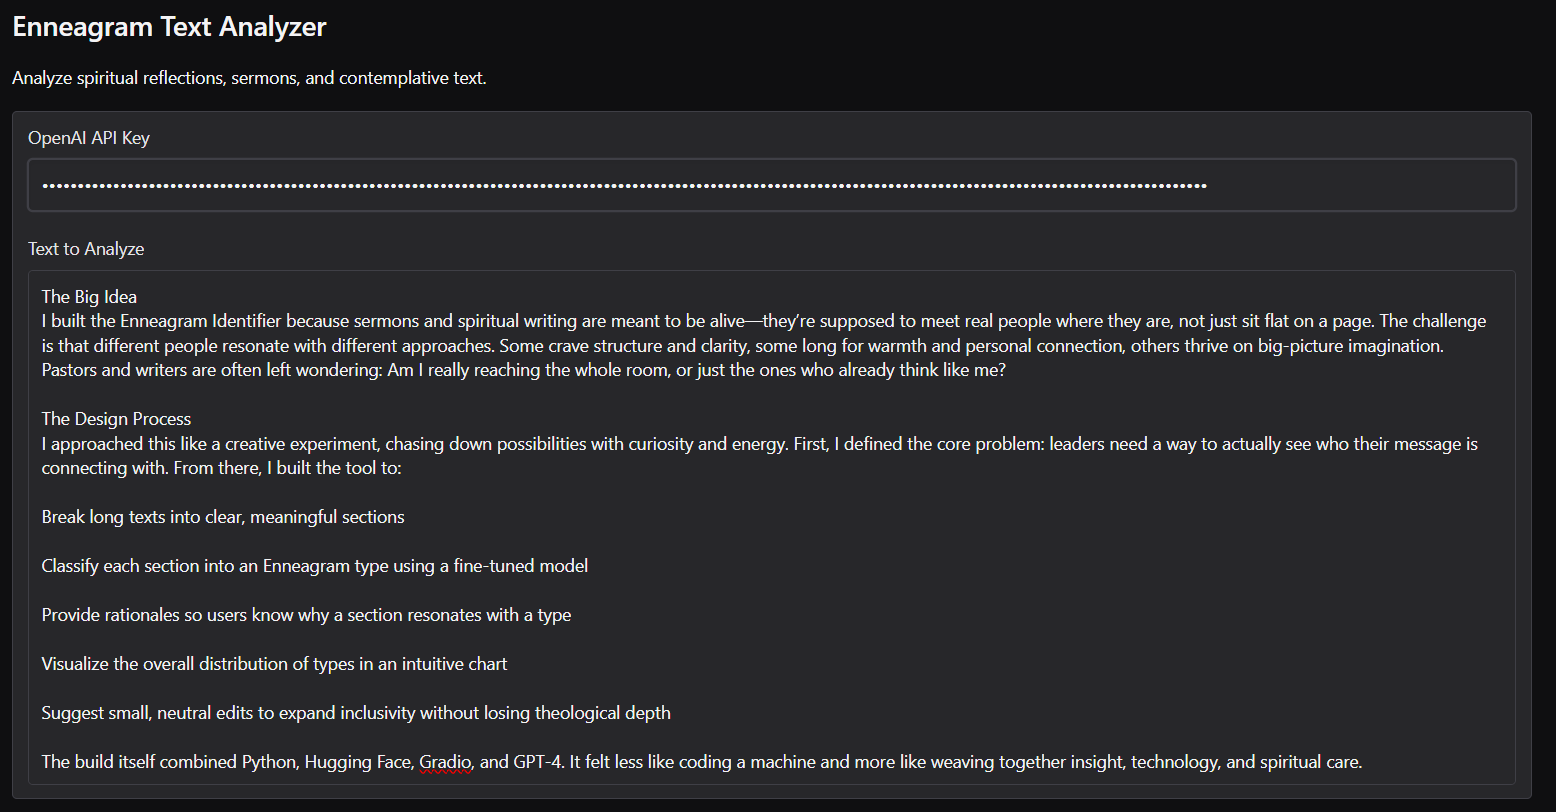 Enneagram Text Analyzer
Analyze spiritual reflections, sermons, and contemplative text.
OpenAI API Key
Text to Analyze
The Big Idea
I built the Enneagram Identifier because sermons and spiritual writing are meant to be alive—they’re supposed to meet real people where they are, not just sit flat on a page. The challenge
is that different people resonate with different approaches. Some crave structure and clarity, some long for warmth and personal connection, others thrive on big-picture imagination.
Pastors and writers are often left wondering: Am I really reaching the whole room, or just the ones who already think like me?
The Design Process
I approached this like a creative experiment, chasing down possibilities with curiosity and energy. First, I defined the core problem: leaders need a way to actually see who their message is
connecting with. From there, I built the tool to:
Break long texts into clear, meaningful sections
Classify each section into an Enneagram type using a fine-tuned model
Provide rationales so users know why a section resonates with a type
Visualize the overall distribution of types in an intuitive chart
Suggest small, neutral edits to expand inclusivity without losing theological depth
The build itself combined Python, Hugging Face, Gradio, and GPT-4. It felt less like coding a machine and more like weaving together insight, technology, and spiritual care.